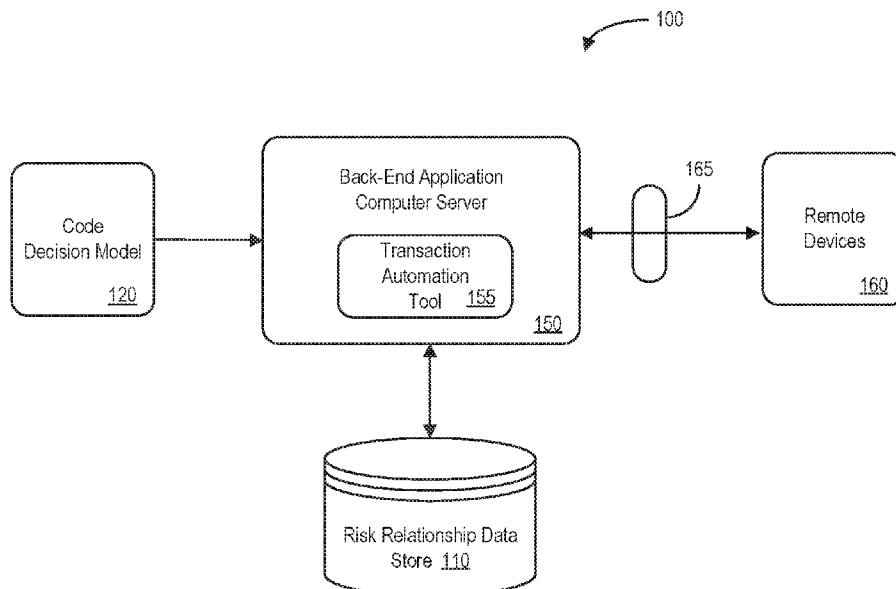 100
Back-End Application
Computer Server
Transaction
Automation
Tool 155
150
Code
Decision Model
120
165
Remote
Devices
160
Risk Relationship Data
Store 110